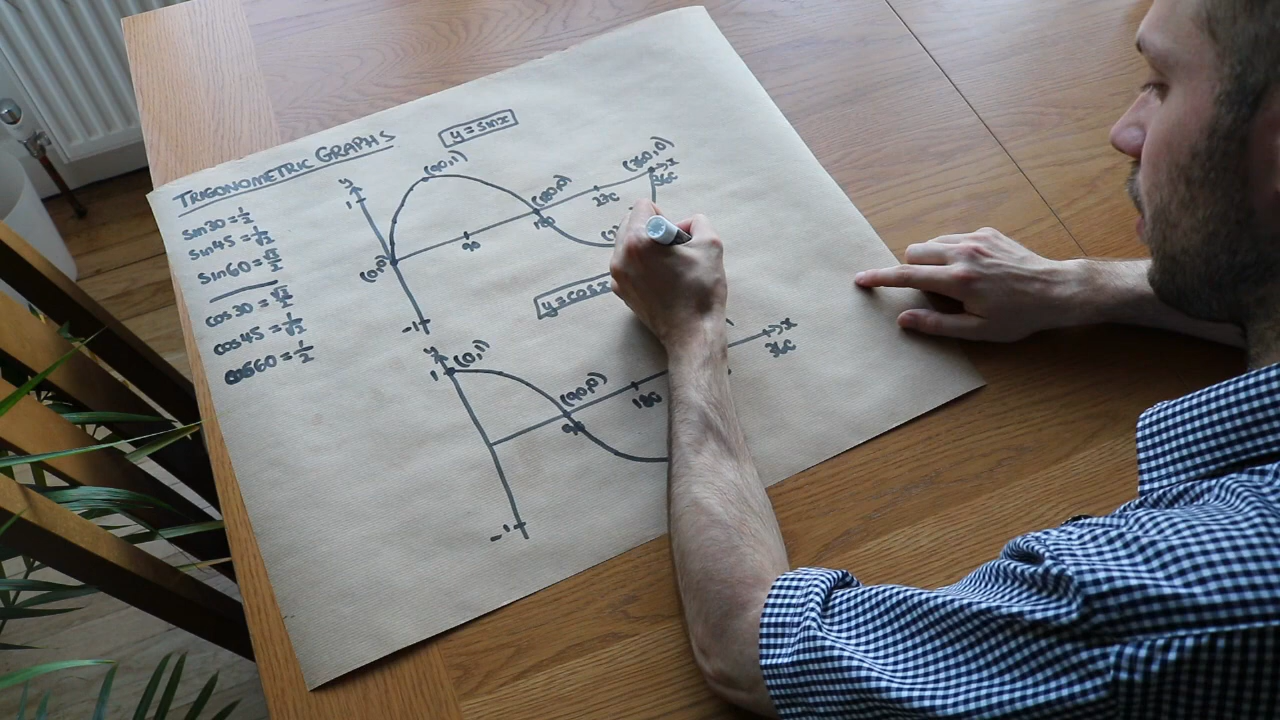 TRIGONOMETRIC GRAPHS
sin30=1/2
sin45=1/√2
sin60=√3/2
cos30=√3/2
cos45=1/√2
cos60=1/2
y=sinx
y
1
(90,1)
(0,0)
90
(180,0)
180
270
(360,0)
x
360
-1
y=cosx
y
1
(0,1)
(90,0)
90
180
x
360
-1